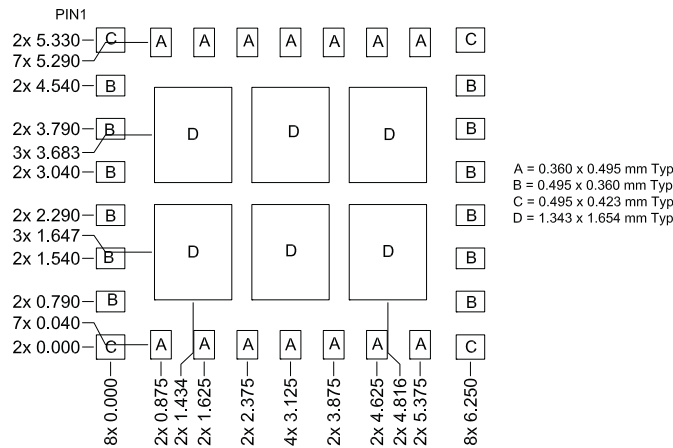 PIN1
2x 5.330
C A A A A A A A C
7x 5.290
2x 4.540
B B
2x 3.790
B D D D B
3x 3.683
2x 3.040
B B
A = 0.360 x 0.495 mm Typ
B = 0.495 x 0.360 mm Typ
C = 0.495 x 0.423 mm Typ
D = 1.343 x 1.654 mm Typ
2x 2.290
B B
3x 1.647
D D D
2x 1.540
B B
2x 0.790
B B
7x 0.040
2x 0.000
C A A A A A A A C
8x 0.000
2x 0.875
2x 1.434
2x 1.625
2x 2.375
4x 3.125
2x 3.875
2x 4.625
2x 4.816
2x 5.375
8x 6.250